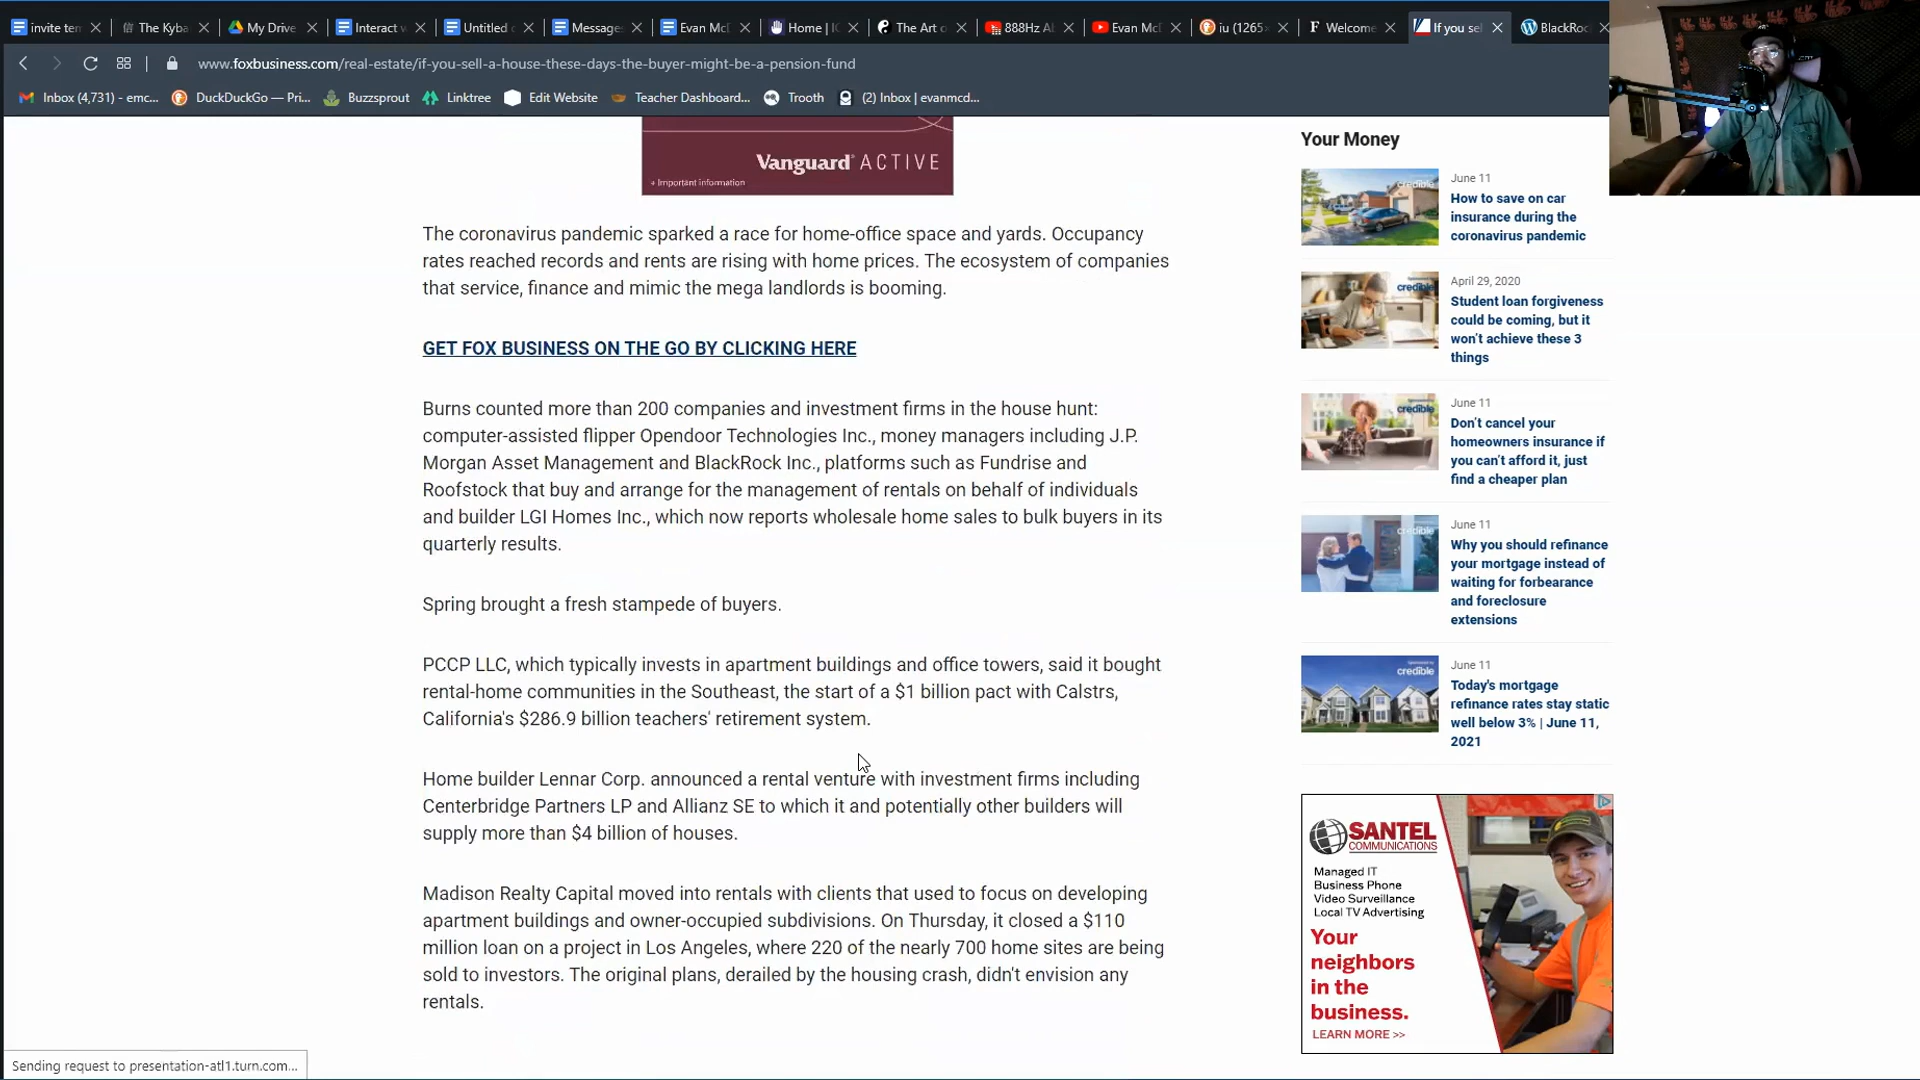 invite ten
The Kyba
My Drive
Interact w
Untitled
Message
Evan McD
Home | IC
The Art o
888Hz Al
Evan McD
iu (1265×
Welcome
If you sel
BlackRoc
www.foxbusiness.com/real-estate/if-you-sell-a-house-these-days-the-buyer-might-be-a-pension-fund
Inbox (4,731) - emc...
DuckDuckGo — Pri...
Buzzsprout
Linktree
Edit Website
Teacher Dashboard...
Trooth
(2) Inbox | evanmcd...
Vanguard ACTIVE
+ Important information
The coronavirus pandemic sparked a race for home-office space and yards. Occupancy
rates reached records and rents are rising with home prices. The ecosystem of companies
that service, finance and mimic the mega landlords is booming.
GET FOX BUSINESS ON THE GO BY CLICKING HERE
Burns counted more than 200 companies and investment firms in the house hunt:
computer-assisted flipper Opendoor Technologies Inc., money managers including J.P.
Morgan Asset Management and BlackRock Inc., platforms such as Fundrise and
Roofstock that buy and arrange for the management of rentals on behalf of individuals
and builder LGI Homes Inc., which now reports wholesale home sales to bulk buyers in its
quarterly results.
Spring brought a fresh stampede of buyers.
PCCP LLC, which typically invests in apartment buildings and office towers, said it bought
rental-home communities in the Southeast, the start of a $1 billion pact with Calstrs,
California's $286.9 billion teachers' retirement system.
Home builder Lennar Corp. announced a rental venture with investment firms including
Centerbridge Partners LP and Allianz SE to which it and potentially other builders will
supply more than $4 billion of houses.
Madison Realty Capital moved into rentals with clients that used to focus on developing
apartment buildings and owner-occupied subdivisions. On Thursday, it closed a $110
million loan on a project in Los Angeles, where 220 of the nearly 700 home sites are being
sold to investors. The original plans, derailed by the housing crash, didn't envision any
rentals.
Your Money
credible
June 11
How to save on car
insurance during the
coronavirus pandemic
credible
April 29, 2020
Student loan forgiveness
could be coming, but it
won't achieve these 3
things
credible
June 11
Don't cancel your
homeowners insurance if
you can't afford it, just
find a cheaper plan
credible
June 11
Why you should refinance
your mortgage instead of
waiting for forbearance
and foreclosure
extensions
credible
June 11
Today's mortgage
refinance rates stay static
well below 3% | June 11,
2021
SANTEL
COMMUNICATIONS
Managed IT
Business Phone
Video Surveillance
Local TV Advertising
Your
neighbors
in the
business.
LEARN MORE >>
Sending request to presentation-atl1.turn.com...